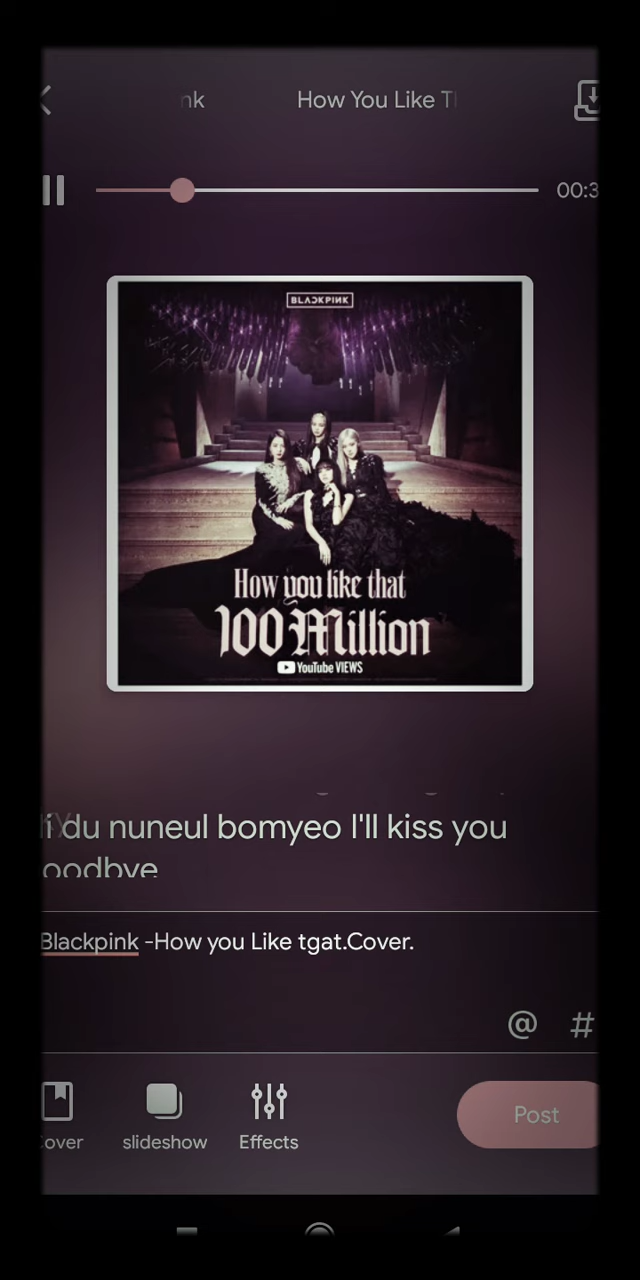 How You Like
00:3
BLACKPINK
How you like that
100 Million
YouTube VIEWS
du nuneul bomyeo I'll kiss you
Blackpink -How you Like tgat.Cover.
@ #
slideshow
Effects
Post